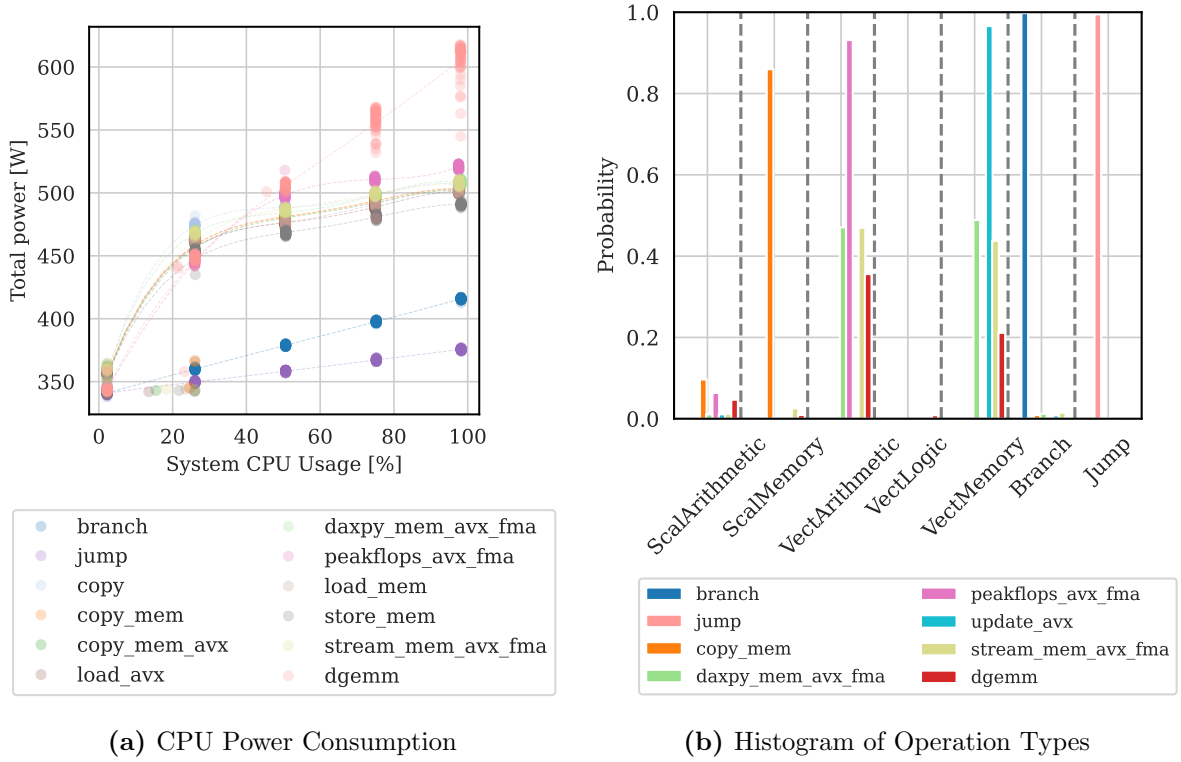 600
550
500
450
400
350
Total power [W]
0 20 40 60 80 100
System CPU Usage [%]
branch
jump
copy
copy_mem
copy_mem_avx
load_avx
daxpy_mem_avx_fma
peakflops_avx_fma
load_mem
store_mem
stream_mem_avx_fma
dgemm
(a) CPU Power Consumption
1.0
0.8
0.6
0.4
0.2
0.0
Probability
ScalArithmetic
ScalMemory
VectArithmetic
VectLogic
VectMemory
Branch
Jump
branch
jump
copy_mem
daxpy_mem_avx_fma
peakflops_avx_fma
update_avx
stream_mem_avx_fma
dgemm
(b) Histogram of Operation Types